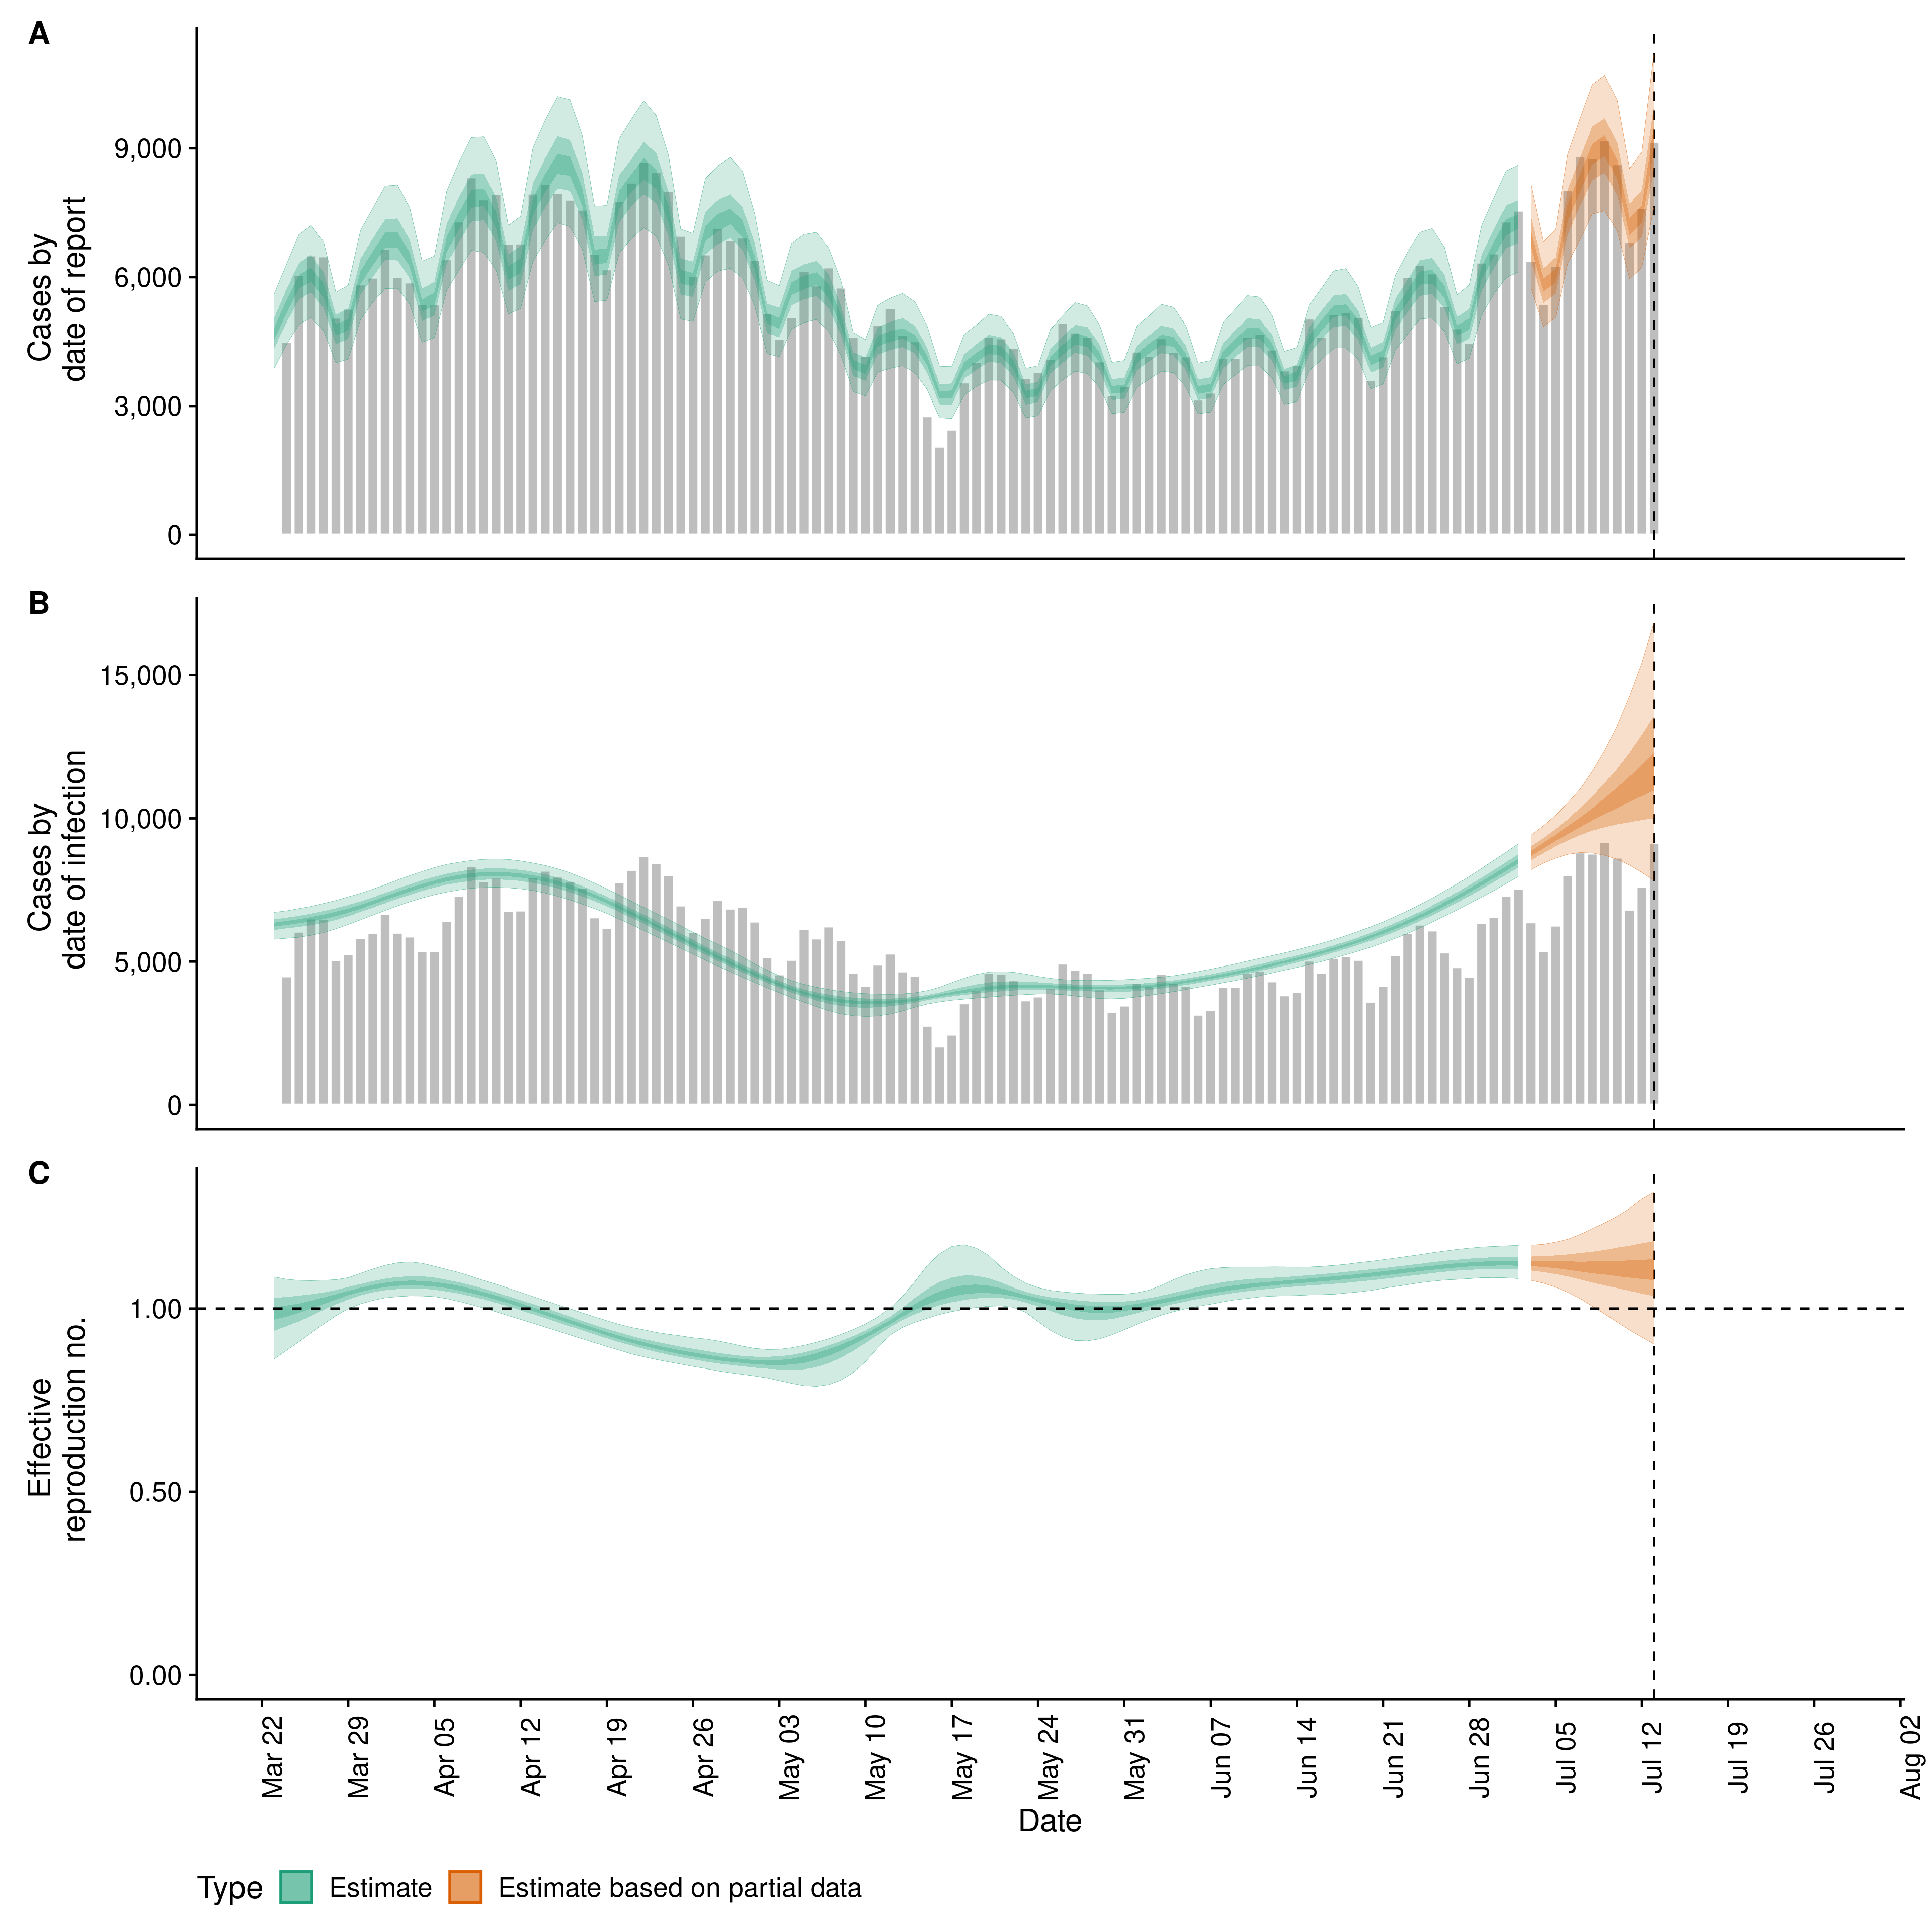 A
Cases by
date of report
9,000
6,000
3,000
0
B
Cases by
date of infection
15,000
10,000
5,000
0
C
Effective
reproduction no.
1.00
0.50
0.00
Mar 22
Mar 29
Apr 05
Apr 12
Apr 19
Apr 26
May 03
May 10
May 17
May 24
May 31
Jun 07
Jun 14
Jun 21
Jun 28
Jul 05
Jul 12
Jul 19
Jul 26
Aug 02
Date
Type Estimate Estimate based on partial data